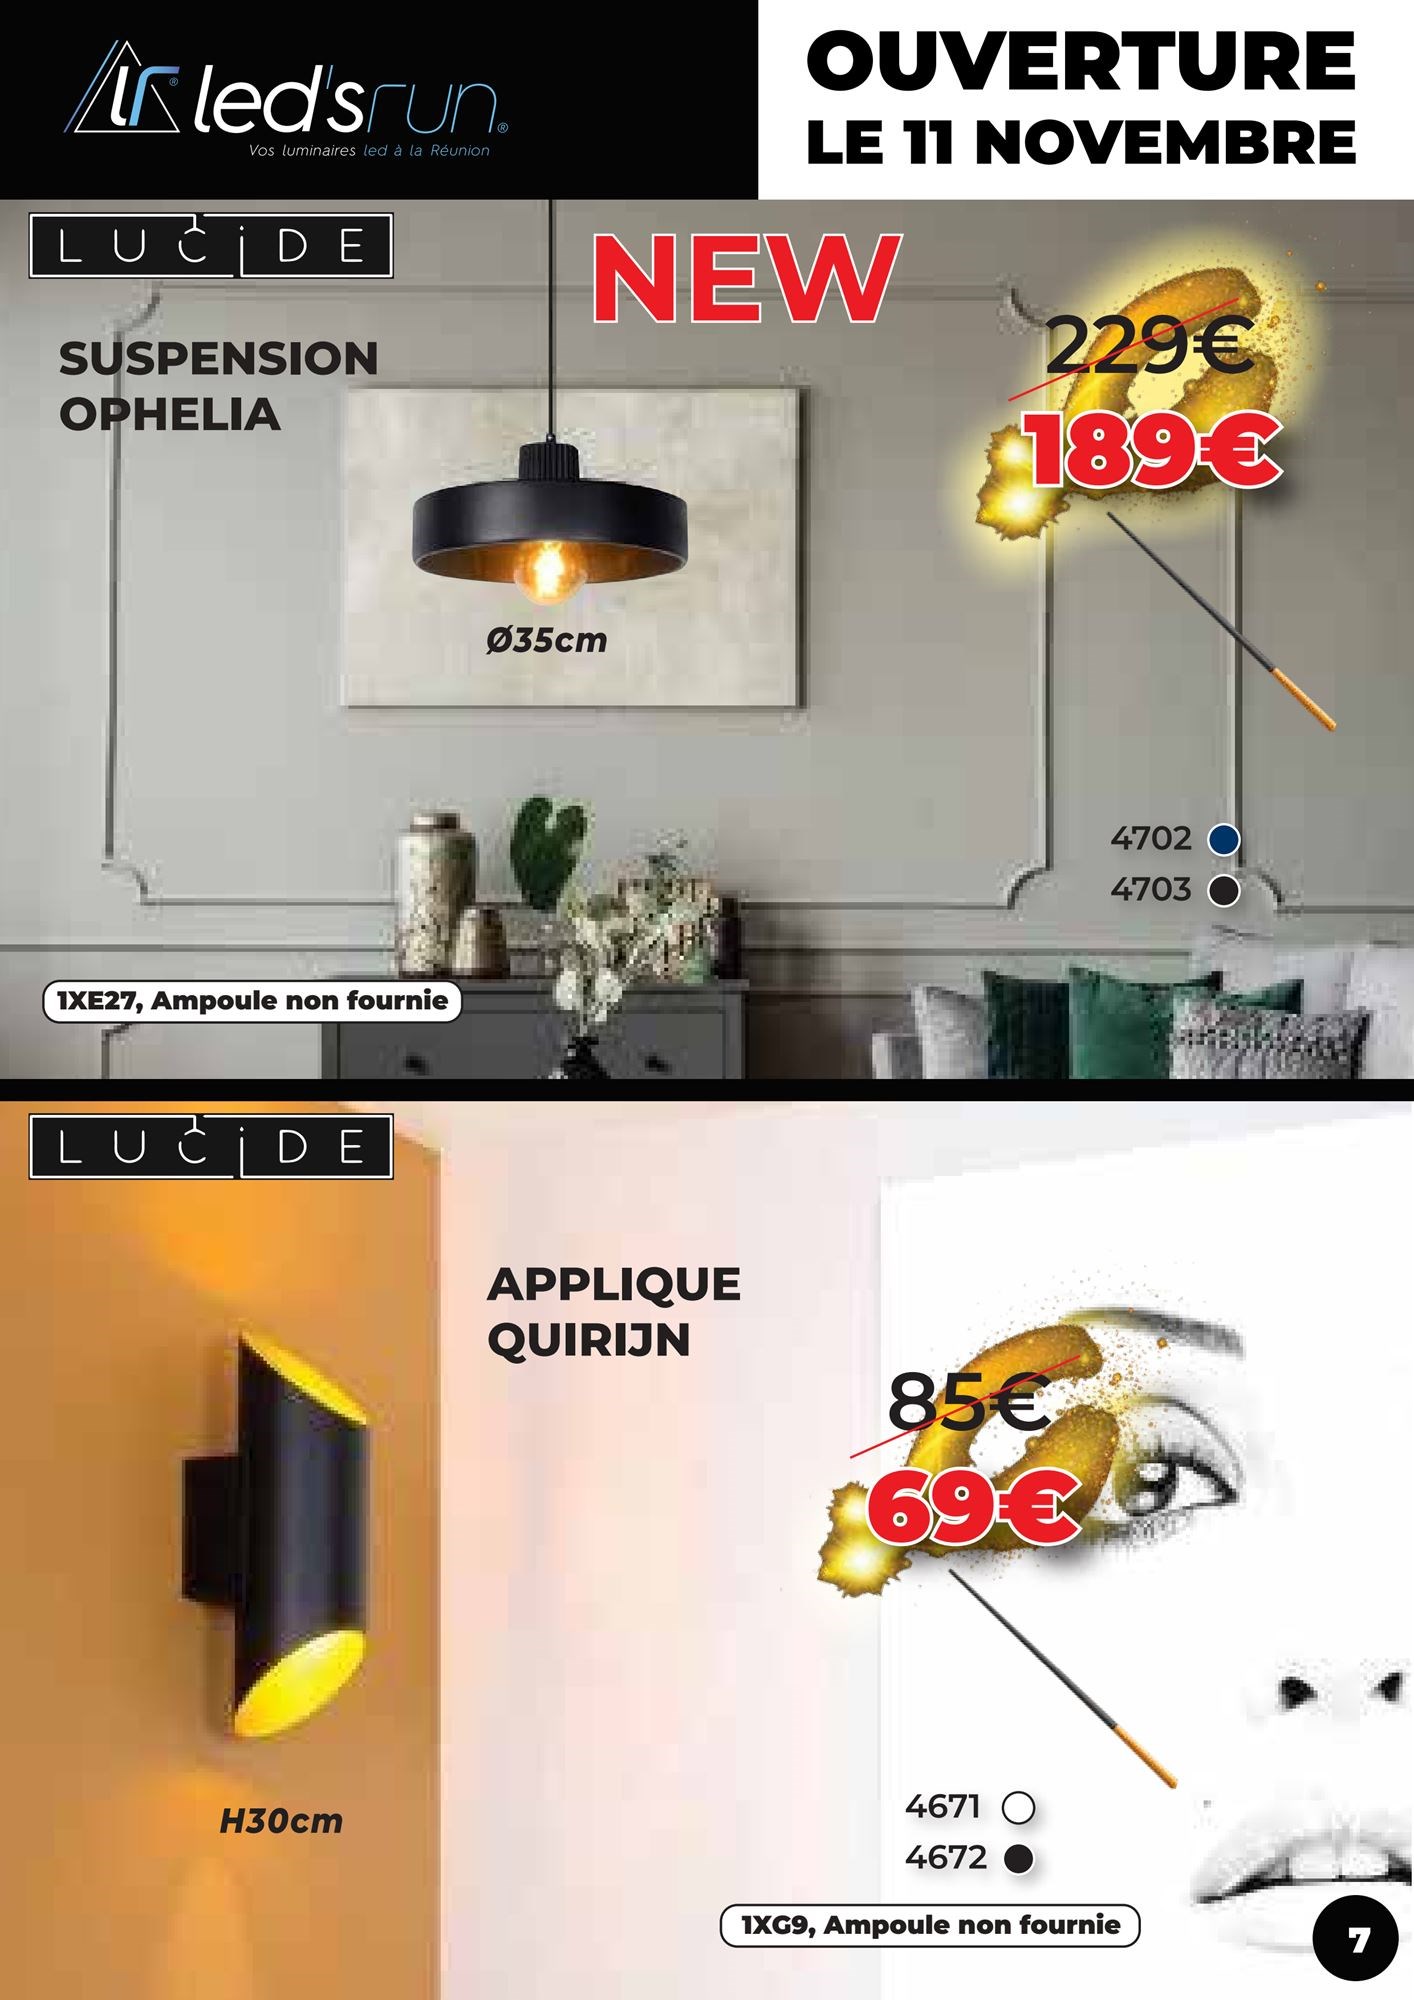 led'srun®
Vos luminaires led à la Réunion
OUVERTURE
LE 11 NOVEMBRE
LUCiDE
NEW
SUSPENSION
OPHELIA
229€
189€
Ø35cm
4702
4703
1XE27, Ampoule non fournie
LUCiDE
APPLIQUE
QUIRIJN
85€
69€
H30cm
4671
4672
1XG9, Ampoule non fournie
7